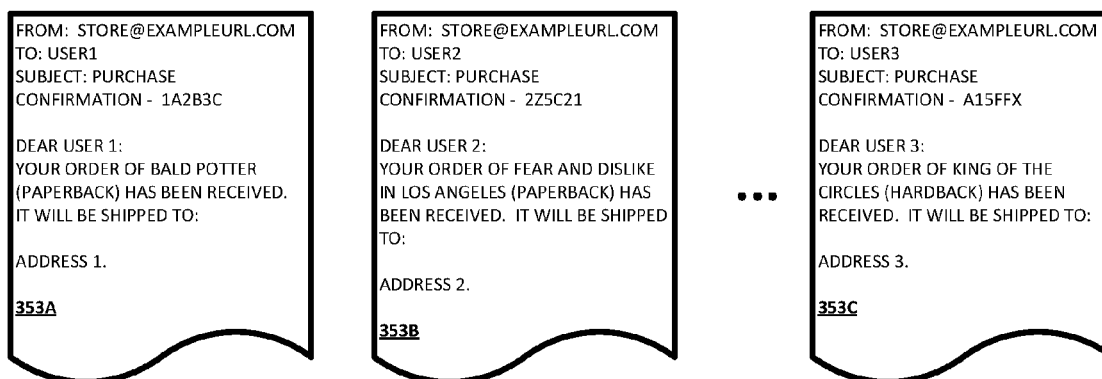 FROM: STORE@EXAMPLEURL.COM
TO: USER1
SUBJECT: PURCHASE
CONFIRMATION - 1A2B3C
DEAR USER 1:
YOUR ORDER OF BALD POTTER
(PAPERBACK) HAS BEEN RECEIVED.
IT WILL BE SHIPPED TO:
ADDRESS 1.
353A
FROM: STORE@EXAMPLEURL.COM
TO: USER2
SUBJECT: PURCHASE
CONFIRMATION - 2Z5C21
DEAR USER 2:
YOUR ORDER OF FEAR AND DISLIKE
IN LOS ANGELES (PAPERBACK) HAS
BEEN RECEIVED. IT WILL BE SHIPPED
TO:
ADDRESS 2.
353B
FROM: STORE@EXAMPLEURL.COM
TO: USER3
SUBJECT: PURCHASE
CONFIRMATION - A15FFX
DEAR USER 3:
YOUR ORDER OF KING OF THE
CIRCLES (HARDBACK) HAS BEEN
RECEIVED. IT WILL BE SHIPPED TO:
ADDRESS 3.
353C